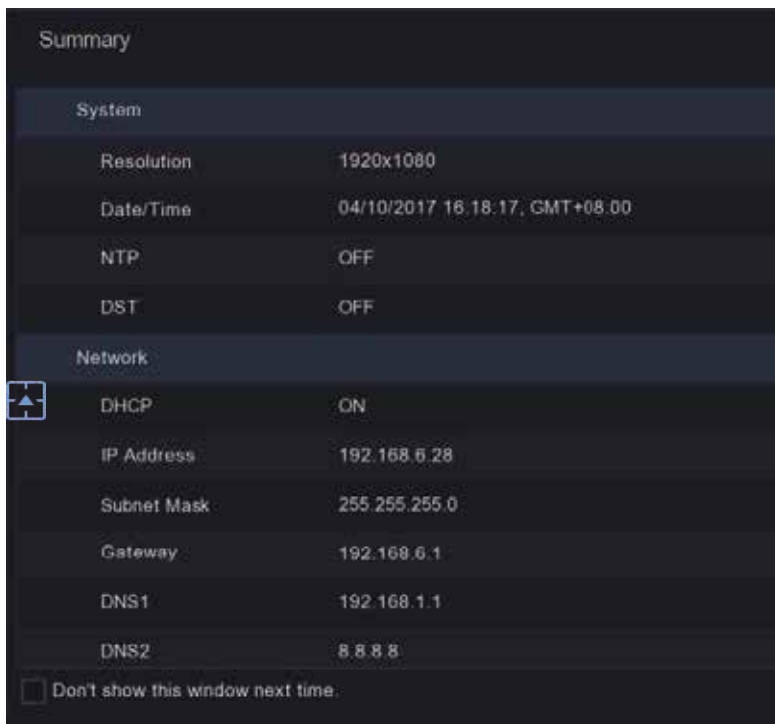 Summary
System
Resolution 1920x1080
Date/Time 04/10/2017 16.18.17, GMT+08.00
NTP OFF
DST OFF
Network
DHCP ON
IP Address 192.168.6.28
Subnet Mask 255.255.255.0
Gateway 192.168.6.1
DNS1 192.168.1.1
DNS2 8.8.8.8
Don't show this window next time.